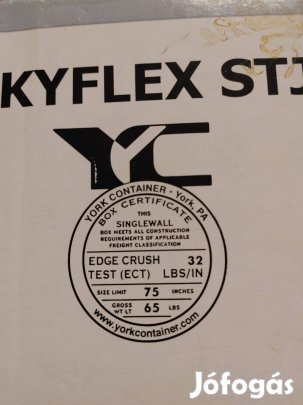 KYFLEX STJ
YC
YORK CONTAINER · York, PA
BOX CERTIFICATE
THIS
SINGLEWALL
BOX MEETS ALL CONSTRUCTION
REQUIREMENTS OF APPLICABLE
FREIGHT CLASSIFICATION
EDGE CRUSH 32
TEST (ECT) LBS/IN
SIZE LIMIT 75 INCHES
GROSS
WT LT 65 LBS
www.yorkcontainer.com
Jófogás